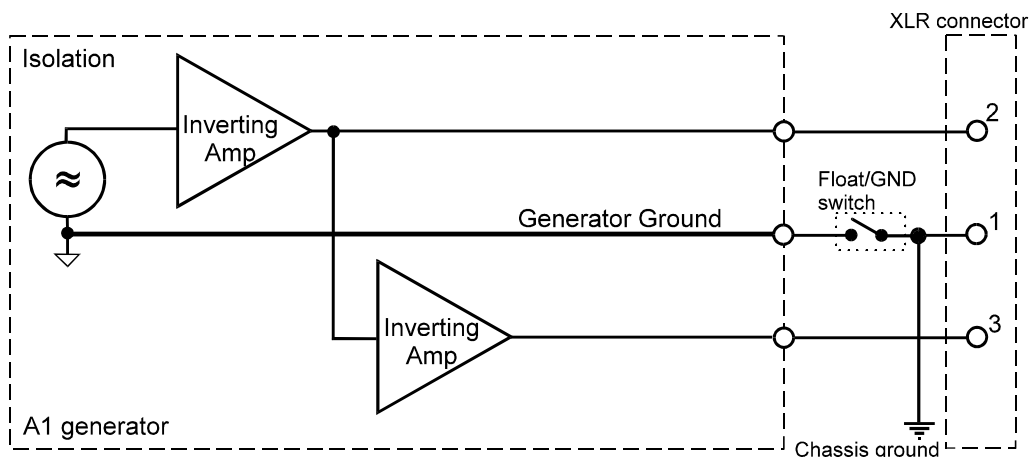 XLR connector
Isolation
Inverting
Amp
2
Float/GND
switch
≈
Generator Ground
1
Inverting
Amp
3
A1 generator
Chassis ground